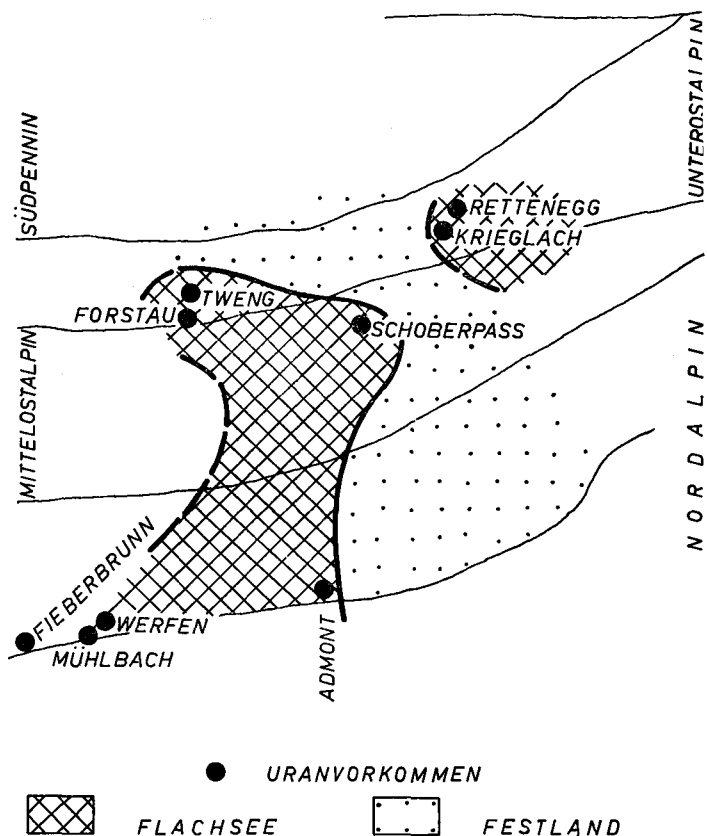 SÜDPENNIN
UNTEROSTALPIN
RETTENEGG
KRIEGLACH
TWENG
FORSTAU
SCHOBERPASS
MITTELOSTALPIN
NORDALPIN
FIEBERBRUNN
WERFEN
MÜHLBACH
ADMONT
URANVORKOMMEN
FLACHSEE
FESTLAND